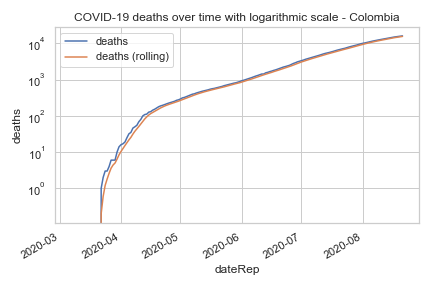 COVID-19 deaths over time with logarithmic scale - Colombia
deaths
deaths (rolling)
10⁴
10³
10²
10¹
10⁰
deaths
2020-03
2020-04
2020-05
2020-06
2020-07
2020-08
dateRep